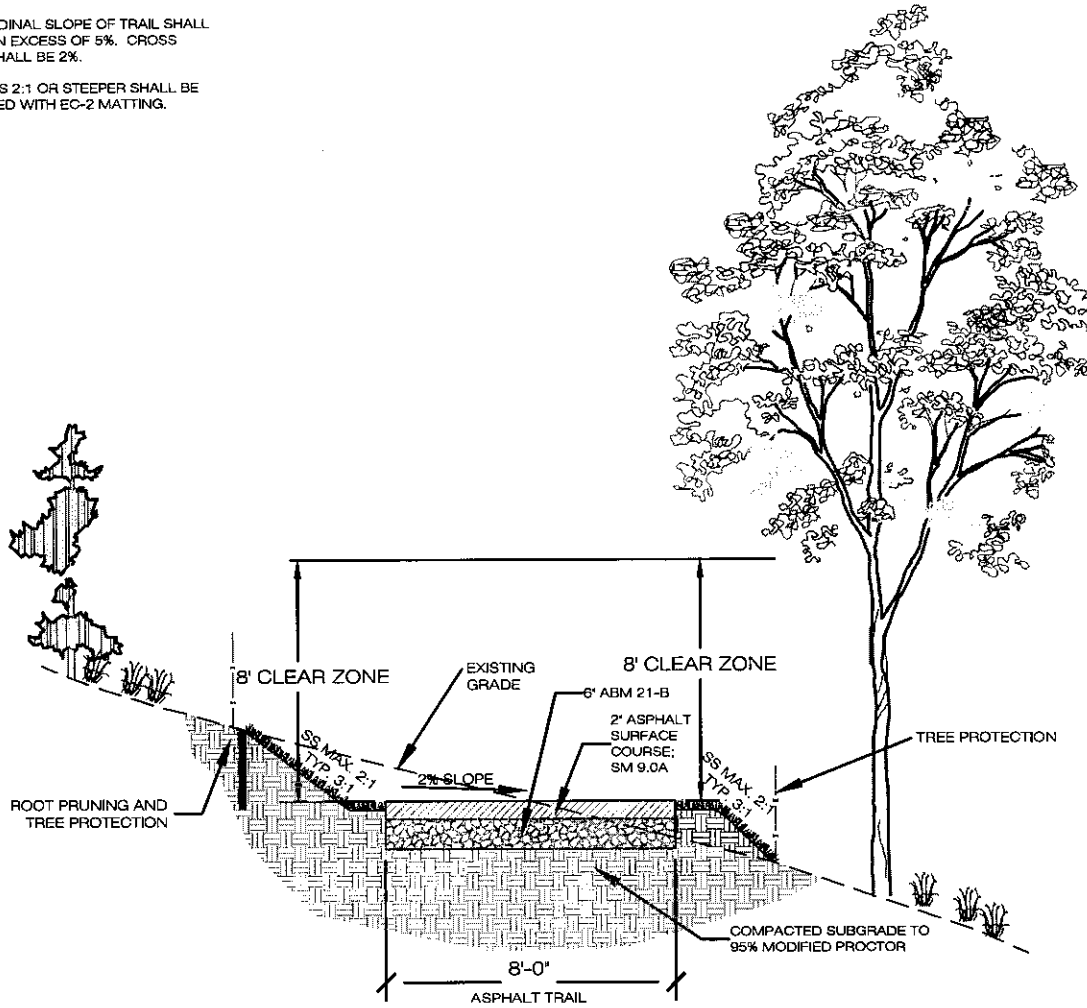 DINAL SLOPE OF TRAIL SHALL
N EXCESS OF 5%. CROSS
HALL BE 2%.
S 2:1 OR STEEPER SHALL BE
ED WITH EC-2 MATTING.
8' CLEAR ZONE
EXISTING
GRADE
8' CLEAR ZONE
6" ABM 21-B
2" ASPHALT
SURFACE
COURSE;
SM 9.0A
TREE PROTECTION
SS MAX. 2:1
TYP. 3:1
2% SLOPE
SS MAX. 2:1
TYP. 3:1
ROOT PRUNING AND
TREE PROTECTION
COMPACTED SUBGRADE TO
95% MODIFIED PROCTOR
8'-0"
ASPHALT TRAIL